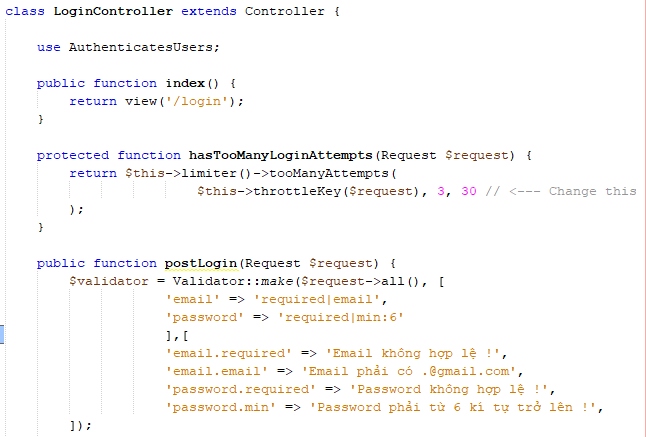 class LoginController extends Controller {
use AuthenticatesUsers;
public function index() {
return view('/login');
}
protected function hasTooManyLoginAttempts(Request $request) {
return $this->limiter()->tooManyAttempts(
$this->throttleKey($request), 3, 30 // <--- Change this
);
}
public function postLogin(Request $request) {
$validator = Validator::make($request->all(), [
'email' => 'required|email',
'password' => 'required|min:6'
],[
'email.required' => 'Email không hợp lệ !',
'email.email' => 'Email phải có .@gmail.com',
'password.required' => 'Password không hợp lệ !',
'password.min' => 'Password phải từ 6 kí tự trở lên !',
]);